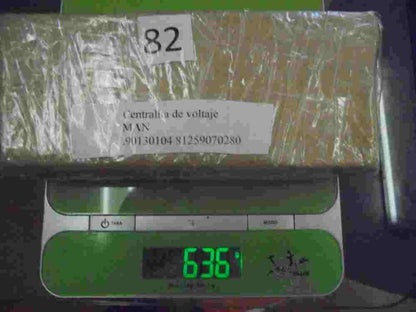 82
Centralita de voltaje
MAN
.90130104 81259070280
TARA
MODO
636